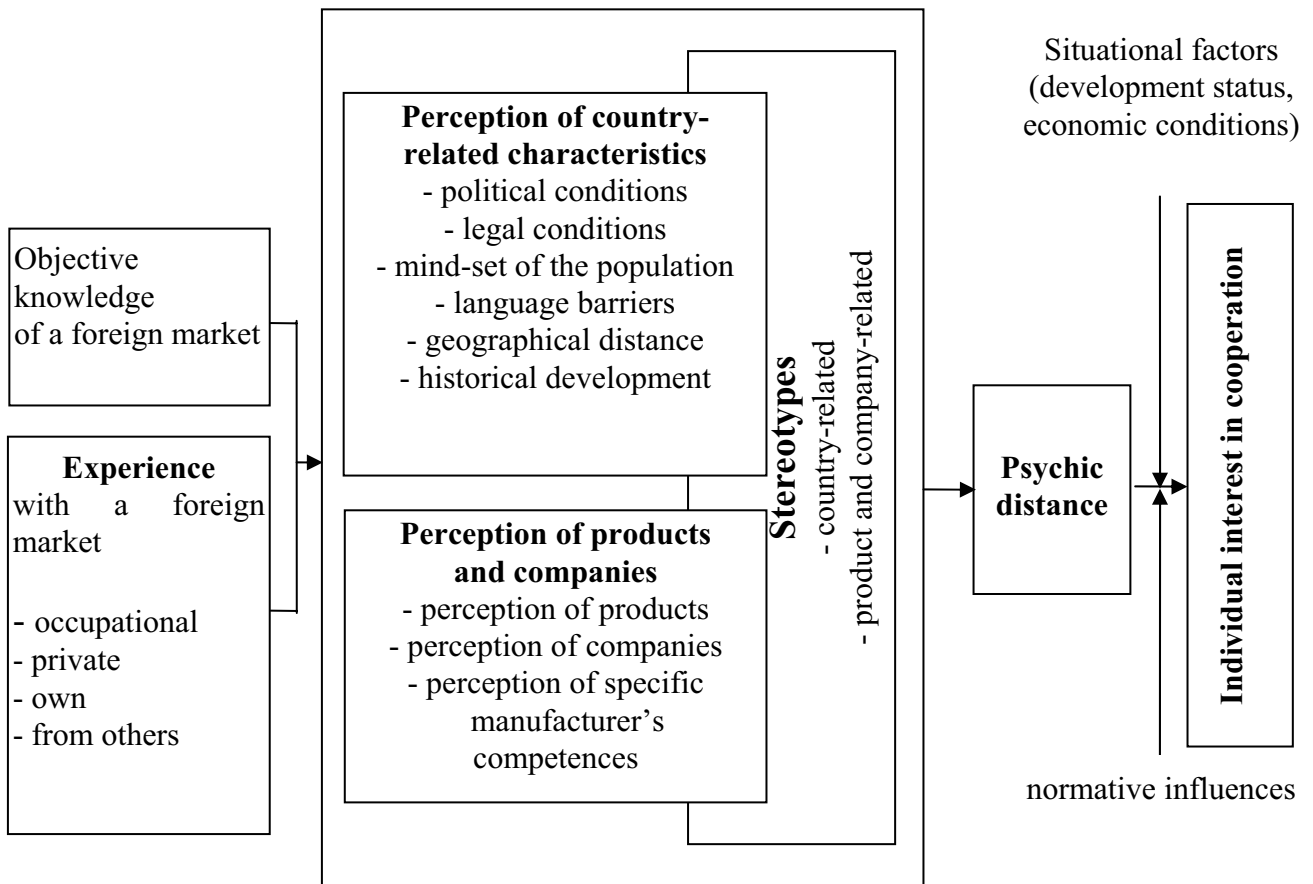 Objective
knowledge
of a foreign market
Experience
with a foreign
market
- occupational
- private
- own
- from others
Perception of country-
related characteristics
- political conditions
- legal conditions
- mind-set of the population
- language barriers
- geographical distance
- historical development
Perception of products
and companies
- perception of products
- perception of companies
- perception of specific
manufacturer’s
competences
Stereotypes
- country-related
- product and company-related
Psychic
distance
Situational factors
(development status,
economic conditions)
Individual interest in cooperation
normative influences